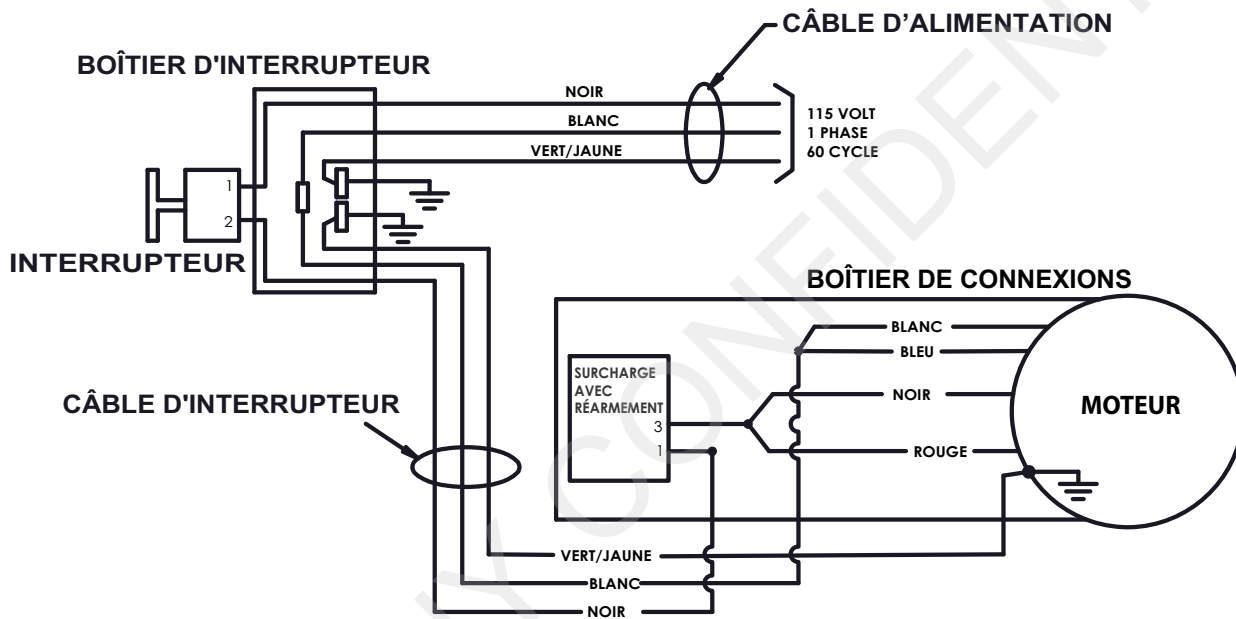 CÂBLE D'ALIMENTATION
BOÎTIER D'INTERRUPTEUR
NOIR
BLANC
VERT/JAUNE
115 VOLT
1 PHASE
60 CYCLE
1
2
INTERRUPTEUR
BOÎTIER DE CONNEXIONS
BLANC
BLEU
SURCHARGE
AVEC
RÉARMEMENT
3
1
NOIR
ROUGE
MOTEUR
CÂBLE D'INTERRUPTEUR
VERT/JAUNE
BLANC
NOIR
Y CONFIDEN